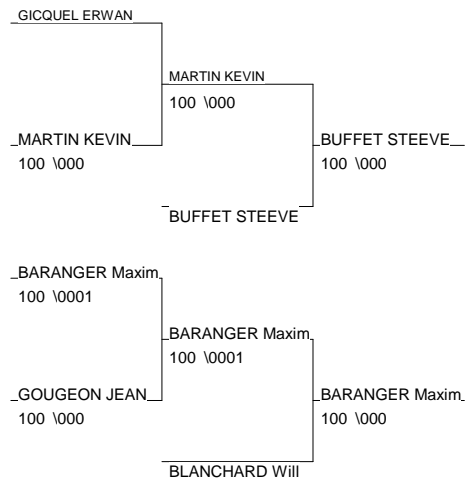 GICQUEL ERWAN
MARTIN KEVIN
100 \000
MARTIN KEVIN
100 \000
BUFFET STEEVE
100 \000
BUFFET STEEVE
BARANGER Maxim
100 \0001
BARANGER Maxim
100 \0001
GOUGEON JEAN
100 \000
BARANGER Maxim
100 \000
BLANCHARD Will